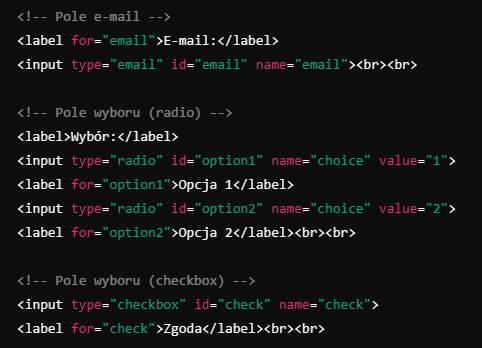 <!-- Pole e-mail -->
<label for="email">E-mail:</label>
<input type="email" id="email" name="email"><br><br>
<!-- Pole wyboru (radio) -->
<label>Wybór:</label>
<input type="radio" id="option1" name="choice" value="1">
<label for="option1">Opcja 1</label>
<input type="radio" id="option2" name="choice" value="2">
<label for="option2">Opcja 2</label><br><br>
<!-- Pole wyboru (checkbox) -->
<input type="checkbox" id="check" name="check">
<label for="check">Zgoda</label><br><br>